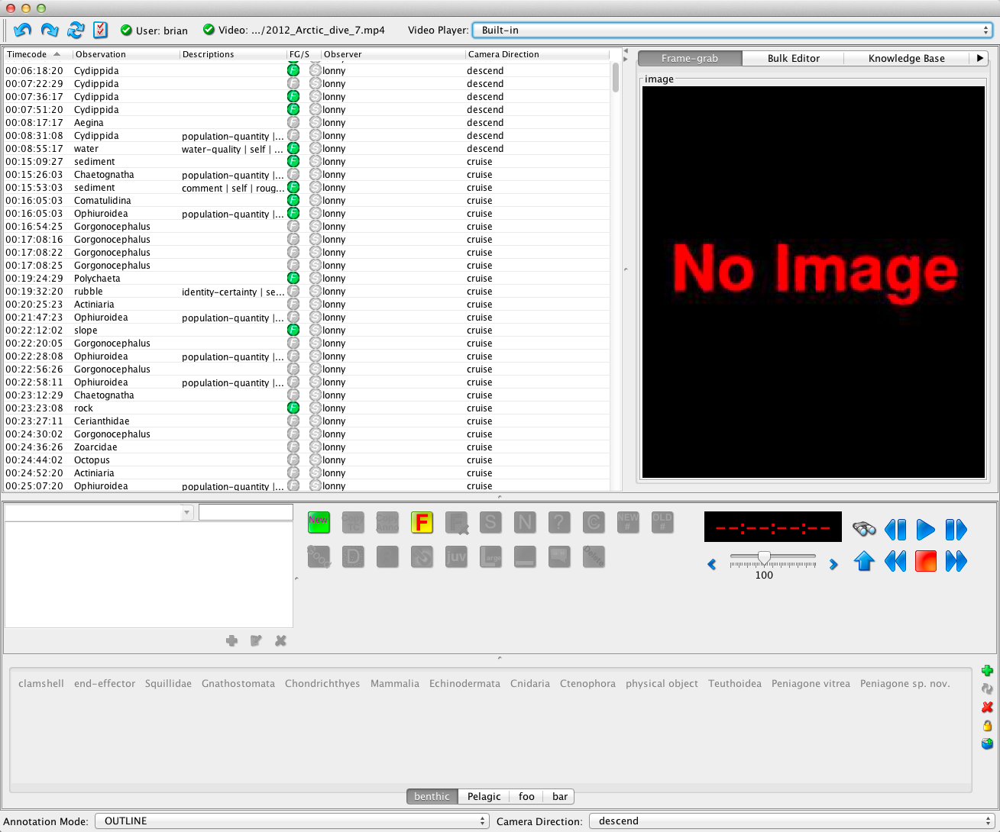 User: brian Video: .../2012_Arctic_dive_7.mp4 Video Player: Built-in
Timecode Observation Descriptions FG/S Observer Camera Direction
00:06:18:20 Cydippida F S lonny descend
00:07:22:29 Cydippida F S lonny descend
00:07:36:17 Cydippida F S lonny descend
00:07:51:20 Cydippida F S lonny descend
00:08:17:17 Aegina F S lonny descend
00:08:31:08 Cydippida population-quantity |... F S lonny descend
00:08:55:17 water water-quality | self | ... F S lonny descend
00:15:09:27 sediment F S lonny cruise
00:15:26:03 Chaetognatha population-quantity |... F S lonny cruise
00:15:53:03 sediment comment | self | roug... F S lonny cruise
00:16:05:03 Comatulidina F S lonny cruise
00:16:05:03 Ophiuroidea population-quantity |... F S lonny cruise
00:16:54:25 Gorgonocephalus F S lonny cruise
00:17:08:16 Gorgonocephalus F S lonny cruise
00:17:08:22 Gorgonocephalus F S lonny cruise
00:17:08:25 Gorgonocephalus F S lonny cruise
00:19:24:29 Polychaeta F S lonny cruise
00:19:32:20 rubble identity-certainty | se... F S lonny cruise
00:20:25:23 Actiniaria F S lonny cruise
00:21:47:23 Ophiuroidea population-quantity |... F S lonny cruise
00:22:12:02 slope F S lonny cruise
00:22:20:05 Gorgonocephalus F S lonny cruise
00:22:28:08 Ophiuroidea population-quantity |... F S lonny cruise
00:22:56:26 Gorgonocephalus F S lonny cruise
00:22:58:11 Ophiuroidea population-quantity |... F S lonny cruise
00:23:12:29 Chaetognatha F S lonny cruise
00:23:23:08 rock F S lonny cruise
00:23:27:11 Cerianthidae F S lonny cruise
00:24:30:02 Gorgonocephalus F S lonny cruise
00:24:36:26 Zoarcidae F S lonny cruise
00:24:44:02 Octopus F S lonny cruise
00:24:52:20 Actiniaria F S lonny cruise
00:25:07:20 Ophiuroidea population-quantity |... F S lonny cruise
Frame-grab Bulk Editor Knowledge Base
image
No Image
New Copy TC Copy Anno F F S N ? © NEW # OLD #
D juv Large Delete
--:--:--:--
100
clamshell end-effector Squillidae Gnathostomata Chondrichthyes Mammalia Echinodermata Cnidaria Ctenophora physical object Teuthoidea Peniagone vitrea Peniagone sp. nov.
benthic Pelagic foo bar
Annotation Mode: OUTLINE Camera Direction: descend